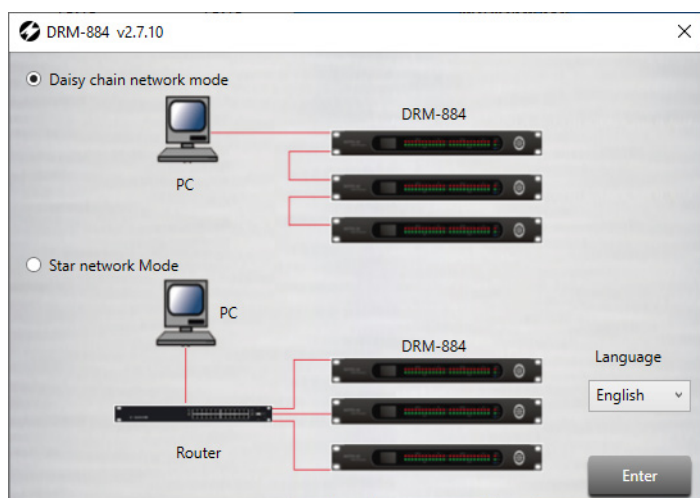 DRM-884 v2.7.10
Daisy chain network mode
DRM-884
PC
Star network Mode
PC
DRM-884
Language
English
Router
Enter